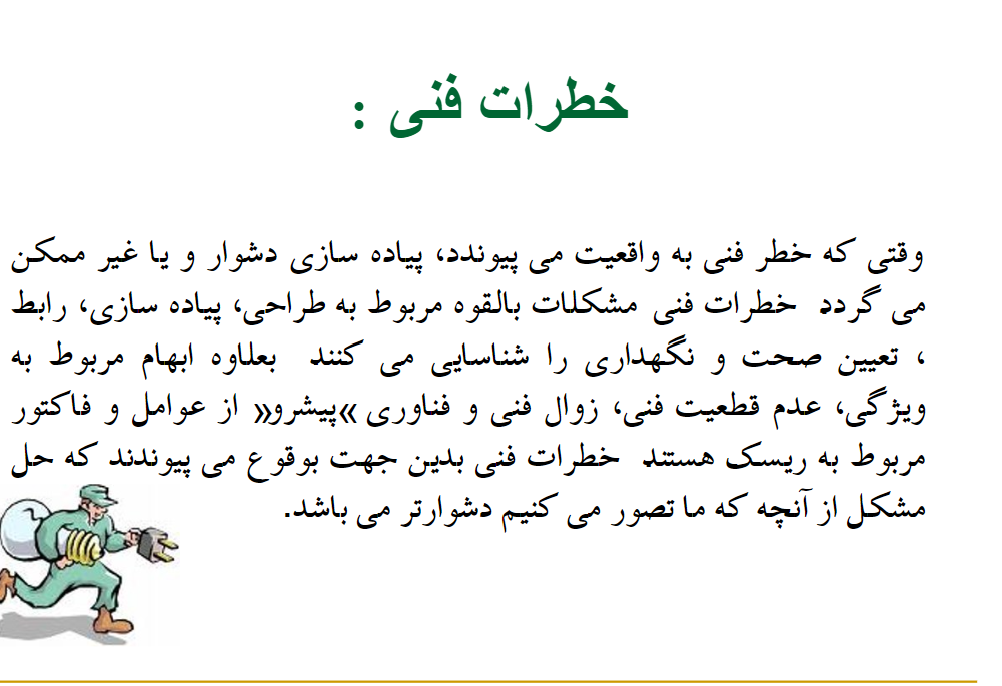 خطرات فنی :
وقتی که خطر فنی به واقعیت می پیوندد، پیاده سازی دشوار و یا غیر ممکن
می گردد خطرات فنی مشکلات بالقوه مربوط به طراحی، پیاده سازی، رابط
، تعیین صحت و نگهداری را شناسایی می کنند بعلاوه ابهام مربوط به
ویژگی، عدم قطعیت فنی، زوال فنی و فناوری »پیشرو« از عوامل و فاکتور
مربوط به ریسک هستند خطرات فنی بدین جهت بوقوع می پیوندند که حل
مشکل از آنچه که ما تصور می کنیم دشوارتر می باشد.